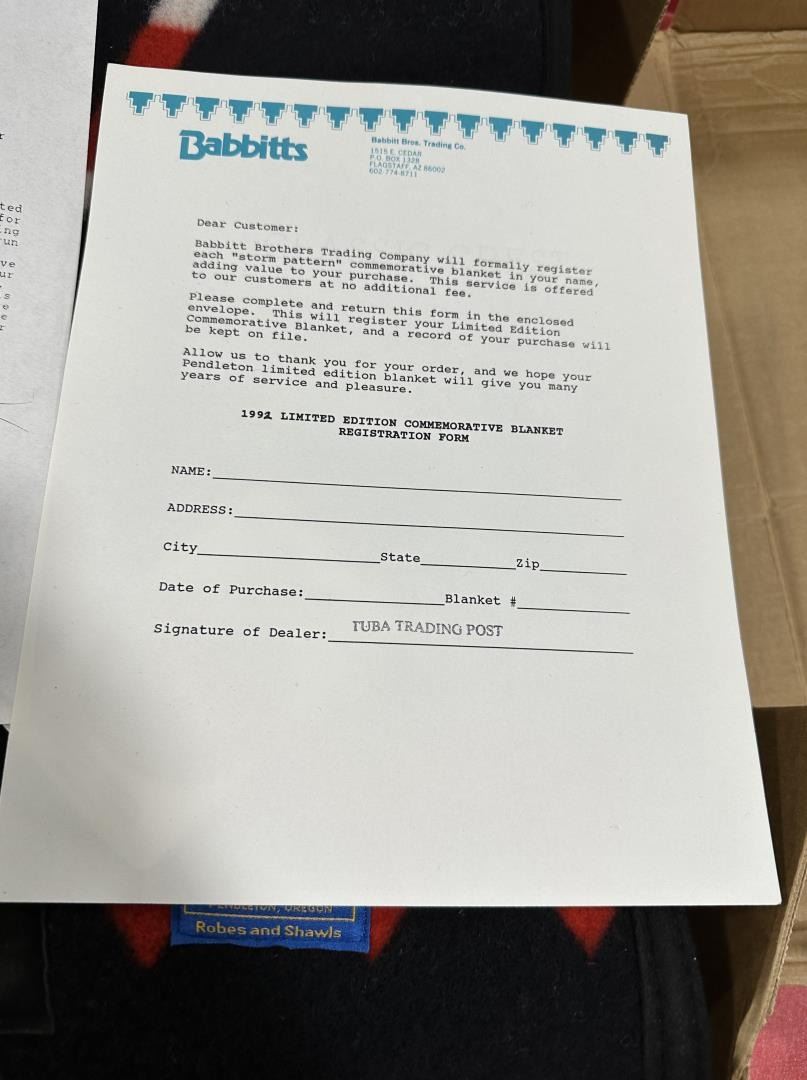 Babbitts
Babbitt Bros. Trading Co.
1515 E. CEDAR
P.O. BOX 1328
FLAGSTAFF, AZ 86002
602-774-8711
Dear Customer:
Babbitt Brothers Trading Company will formally register
each "storm pattern" commemorative blanket in your name,
adding value to your purchase. This service is offered
to our customers at no additional fee.
Please complete and return this form in the enclosed
envelope. This will register your Limited Edition
Commemorative Blanket, and a record of your purchase will
be kept on file.
Allow us to thank you for your order, and we hope your
Pendleton limited edition blanket will give you many
years of service and pleasure.
1992 LIMITED EDITION COMMEMORATIVE BLANKET
REGISTRATION FORM
NAME:
ADDRESS:
City State Zip
Date of Purchase: Blanket #
Signature of Dealer: TUBA TRADING POST
PENDLETON, OREGON
Robes and Shawls